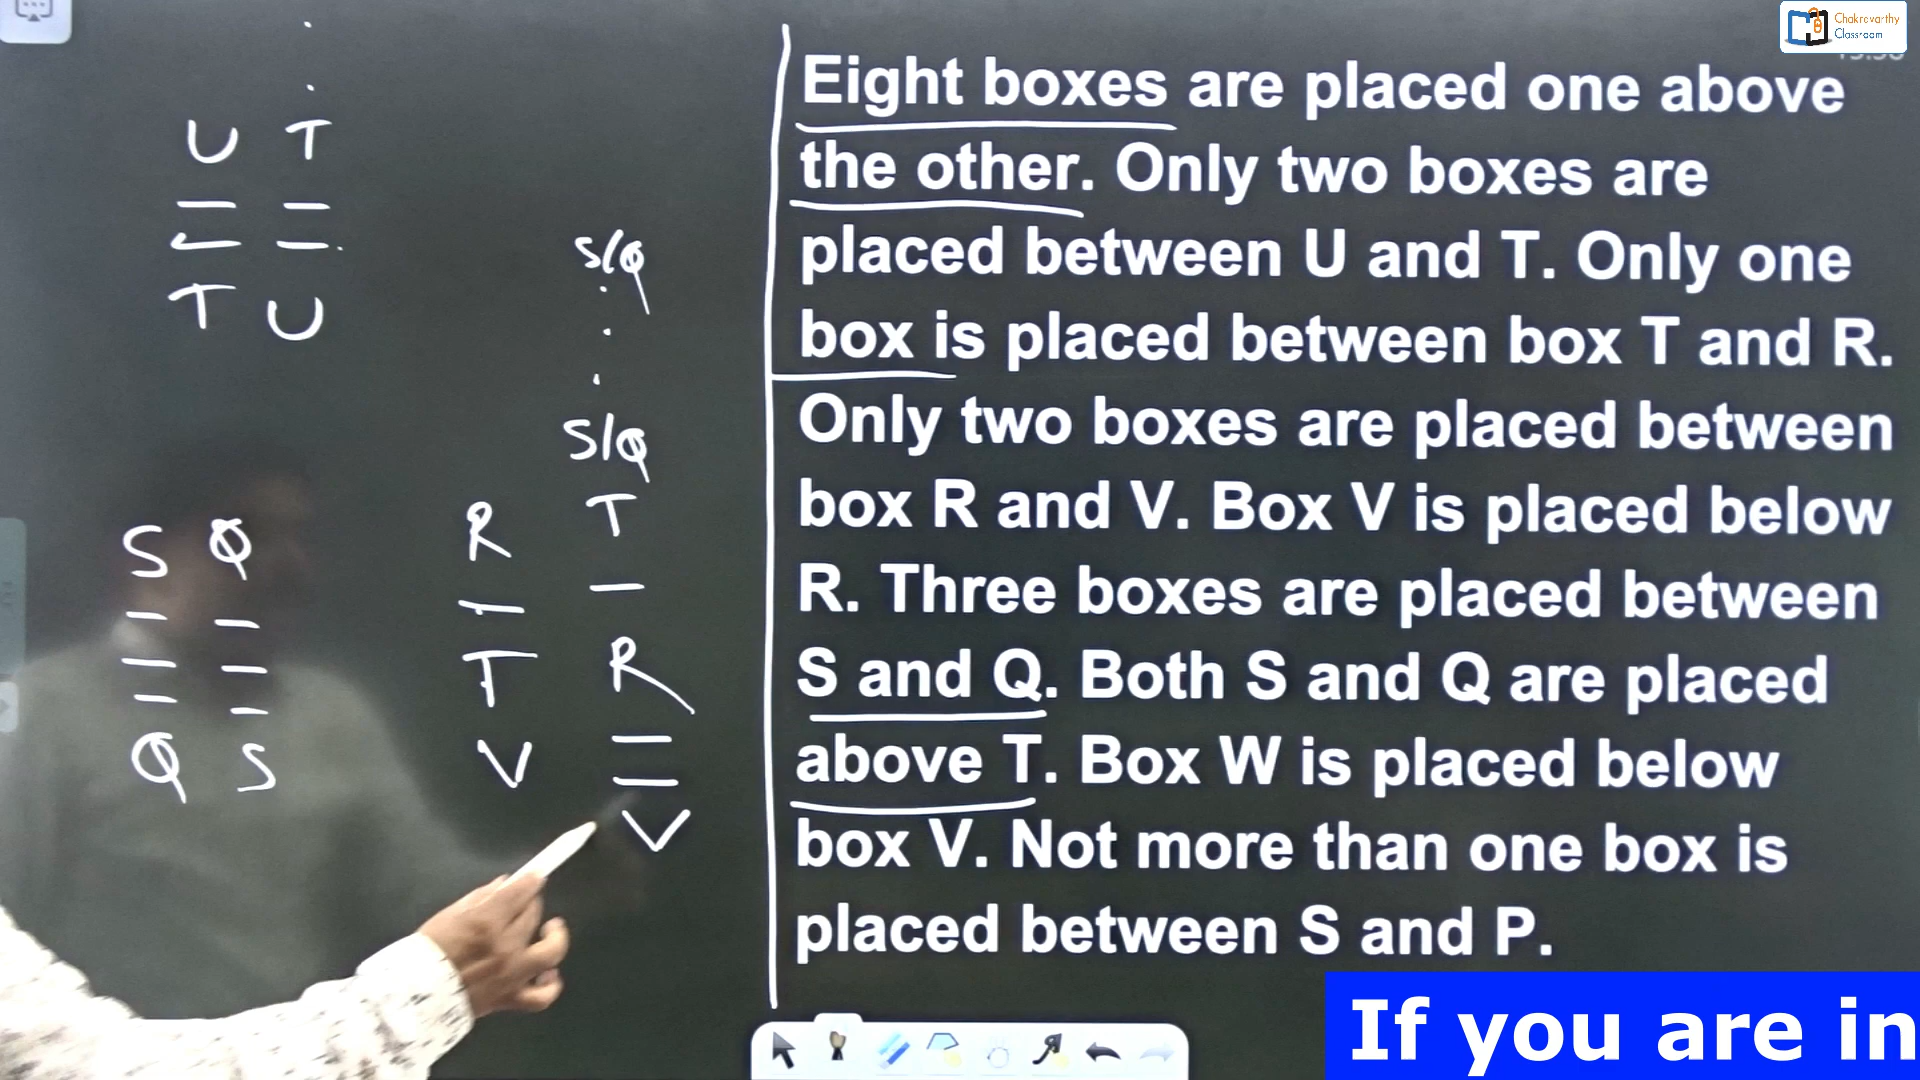 Chakravarthy
Classroom
Eight boxes are placed one above
the other. Only two boxes are
placed between U and T. Only one
box is placed between box T and R.
Only two boxes are placed between
box R and V. Box V is placed below
R. Three boxes are placed between
S and Q. Both S and Q are placed
above T. Box W is placed below
box V. Not more than one box is
placed between S and P.
U T
T U
S Q
Q S
R
T
V
S/Q
S/Q
T
R
V
If you are in